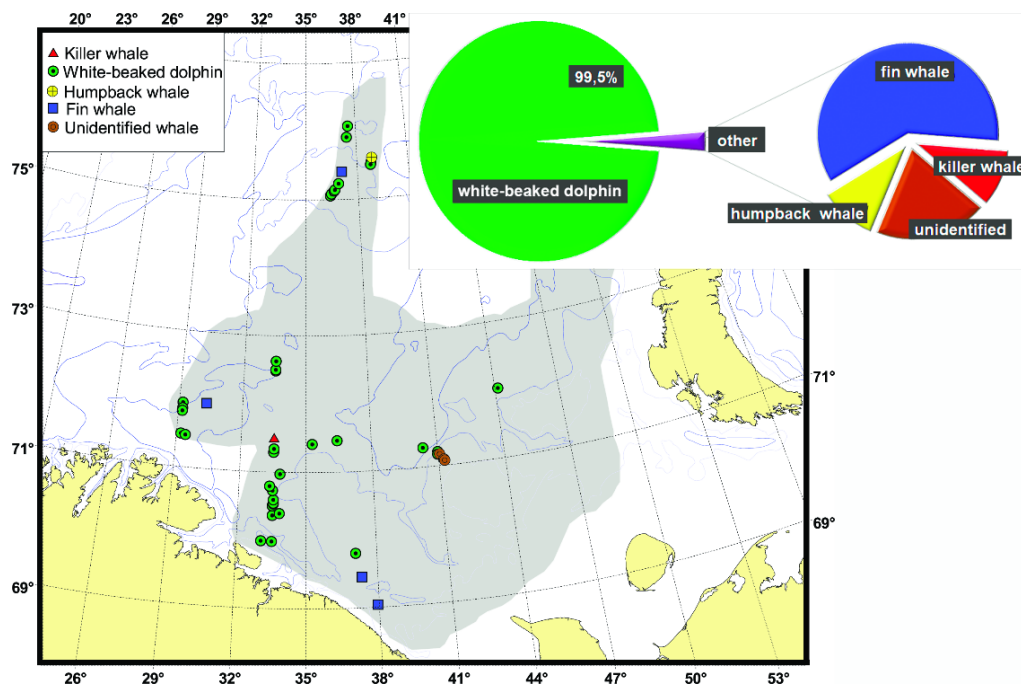 20° 26° 32° 35° 38° 41°
Killer whale
White-beaked dolphin
Humpback whale
Fin whale
Unidentified whale
99,5%
white-beaked dolphin
other
fin whale
killer whale
humpback whale
unidentified
75°
73°
71°
69°
71°
69°
26° 29° 32° 35° 38° 41° 44° 47° 50° 53°